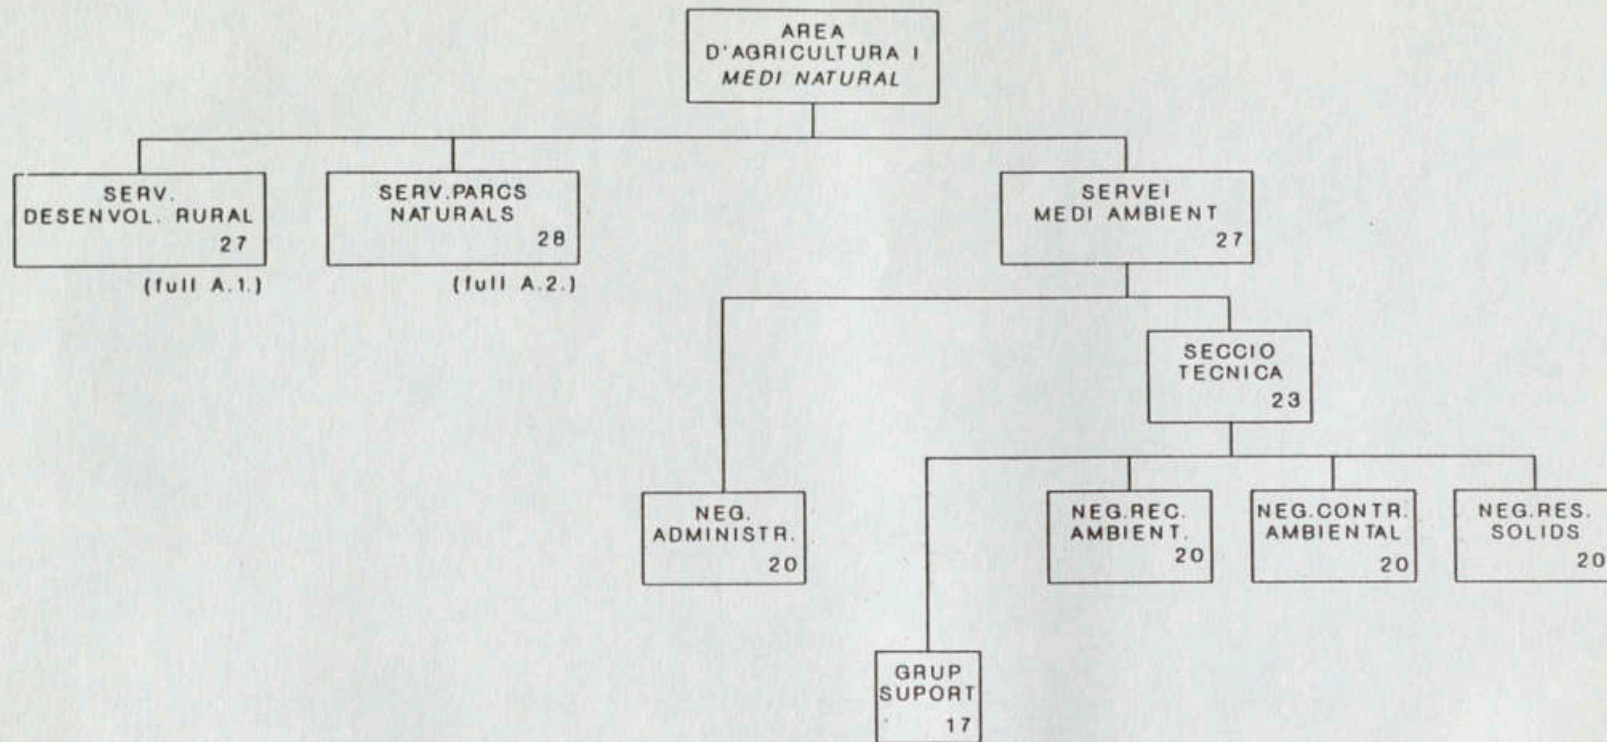 AREA
D'AGRICULTURA I
MEDI NATURAL
SERV.
DESENVOL. RURAL
27
(full A.1.)
SERV.PARCS
NATURALS
28
(full A.2.)
SERVEI
MEDI AMBIENT
27
SECCIO
TECNICA
23
NEG.
ADMINISTR.
20
NEG.REC.
AMBIENT.
20
NEG.CONTR.
AMBIENTAL
20
NEG.RES.
SOLIDS
20
GRUP
SUPORT
17